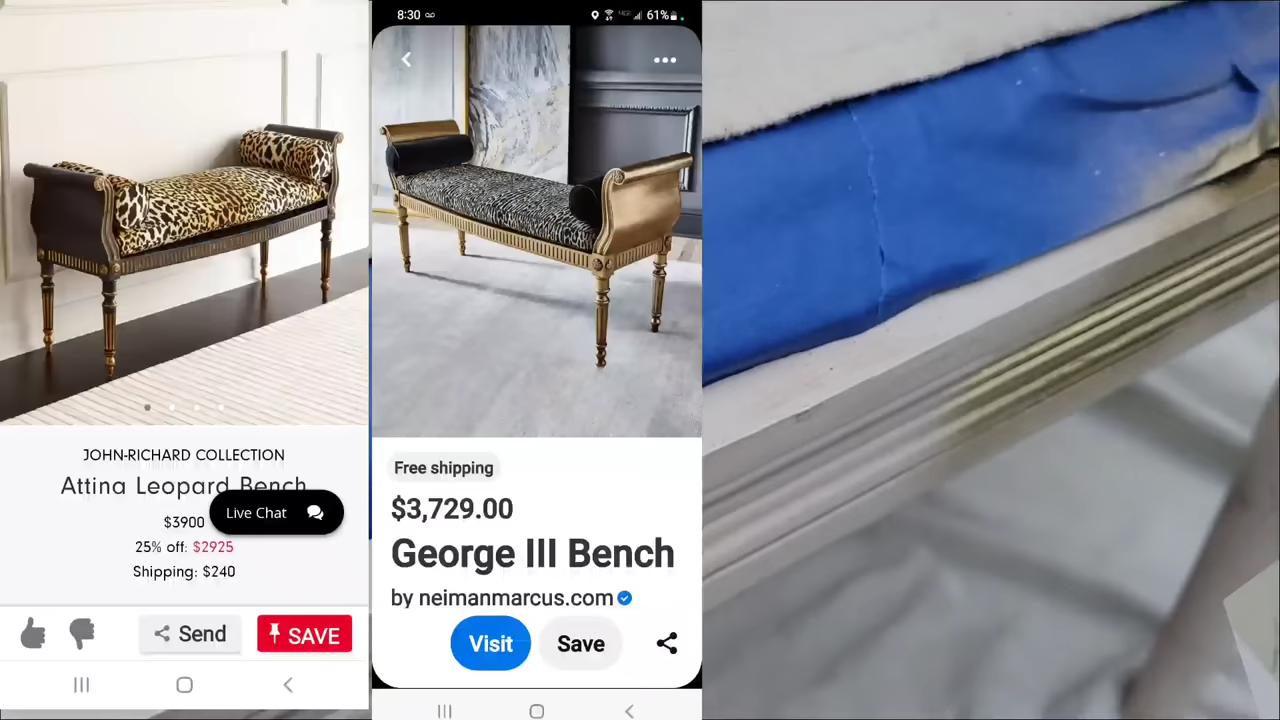 JOHN-RICHARD COLLECTION
Attina Leopard Bench
$3900
Live Chat
25% off: $2925
Shipping: $240
Send
SAVE
8:30
61%
Free shipping
$3,729.00
George III Bench
by neimanmarcus.com
Visit
Save